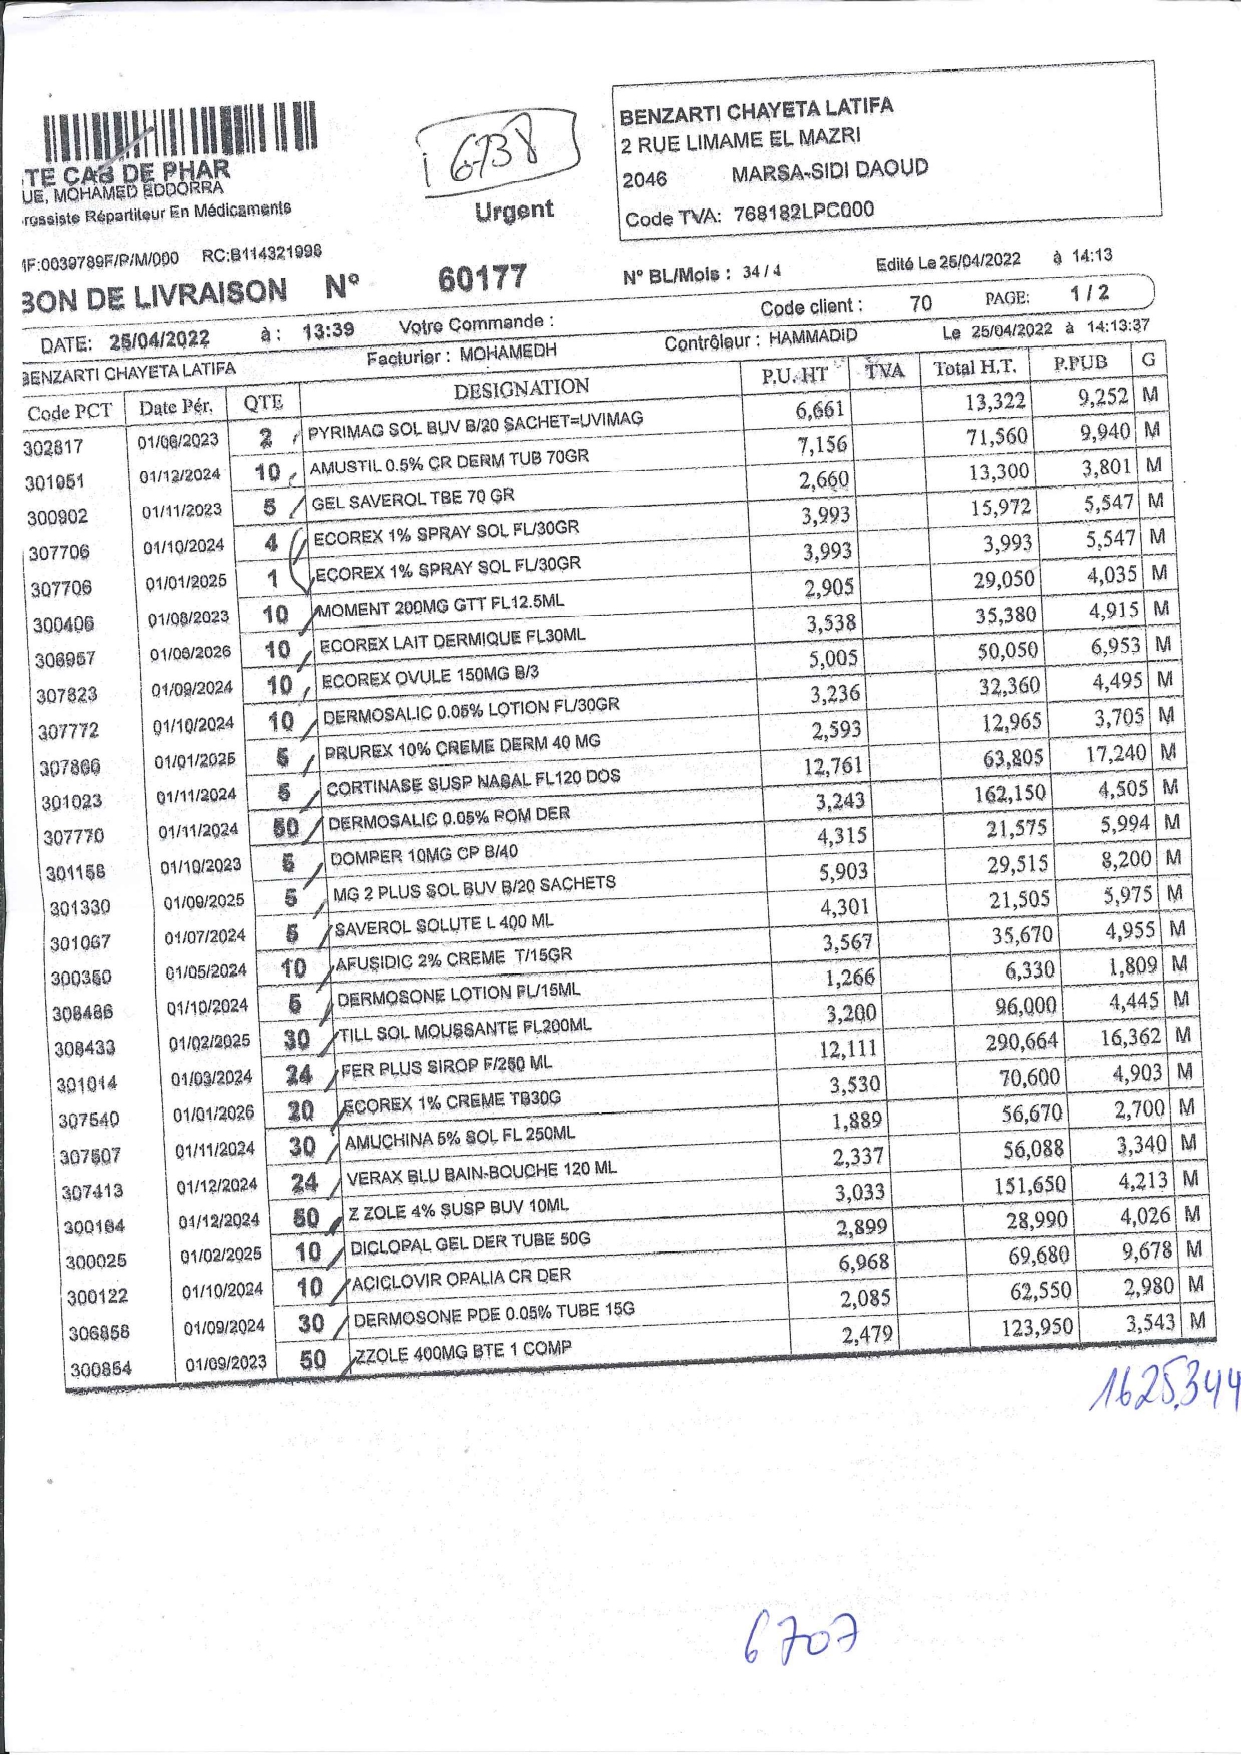 TE CAB DE PHAR
UE, MOHAMED EDDORRA
rossiste Répartiteur En Médicaments
6738
Urgent
BENZARTI CHAYETA LATIFA
2 RUE LIMAME EL MAZRI
2046 MARSA-SIDI DAOUD
Code TVA: 768182LPC000
MF:0039789F/P/M/000 RC:B114321998
BON DE LIVRAISON N° 60177 N° BL/Mois : 34 / 4 Edité Le 25/04/2022 à 14:13
DATE: 25/04/2022 à : 13:39 Votre Commande : Code client : 70 PAGE: 1 / 2
BENZARTI CHAYETA LATIFA Facturier : MOHAMEDH Contrôleur : HAMMADID Le 25/04/2022 à 14:13:37
Code PCT Date Pér. QTE DESIGNATION P.U. HT TVA Total H.T. P.PUB G
302817 01/06/2023 2 PYRIMAG SOL BUV B/20 SACHET=UVIMAG 6,661 13,322 9,252 M
301051 01/12/2024 10 AMUSTIL 0.5% CR DERM TUB 70GR 7,156 71,560 9,940 M
300902 01/11/2023 5 GEL SAVEROL TBE 70 GR 2,660 13,300 3,801 M
307706 01/10/2024 4 ECOREX 1% SPRAY SOL FL/30GR 3,993 15,972 5,547 M
307706 01/01/2025 1 ECOREX 1% SPRAY SOL FL/30GR 3,993 3,993 5,547 M
300406 01/08/2023 10 MOMENT 200MG GTT FL12.5ML 2,905 29,050 4,035 M
306957 01/06/2026 10 ECOREX LAIT DERMIQUE FL30ML 3,538 35,380 4,915 M
307823 01/09/2024 10 ECOREX OVULE 150MG B/3 5,005 50,050 6,953 M
307772 01/10/2024 10 DERMOSALIC 0.05% LOTION FL/30GR 3,236 32,360 4,495 M
307866 01/01/2025 5 PRUREX 10% CREME DERM 40 MG 2,593 12,965 3,705 M
301023 01/11/2024 5 CORTINASE SUSP NASAL FL120 DOS 12,761 63,805 17,240 M
307770 01/11/2024 50 DERMOSALIC 0.05% POM DER 3,243 162,150 4,505 M
301158 01/10/2023 5 DOMPER 10MG CP B/40 4,315 21,575 5,994 M
301330 01/09/2025 5 MG 2 PLUS SOL BUV B/20 SACHETS 5,903 29,515 8,200 M
301067 01/07/2024 5 SAVEROL SOLUTE L 400 ML 4,301 21,505 5,975 M
300350 01/05/2024 10 AFUSIDIC 2% CREME T/15GR 3,567 35,670 4,955 M
308486 01/10/2024 5 DERMOSONE LOTION FL/15ML 1,266 6,330 1,809 M
308433 01/02/2025 30 TILL SOL MOUSSANTE FL200ML 3,200 96,000 4,445 M
301014 01/03/2024 24 FER PLUS SIROP F/250 ML 12,111 290,664 16,362 M
307540 01/01/2026 20 ECOREX 1% CREME TB30G 3,530 70,600 4,903 M
307507 01/11/2024 30 AMUCHINA 5% SOL FL 250ML 1,889 56,670 2,700 M
307413 01/12/2024 24 VERAX BLU BAIN-BOUCHE 120 ML 2,337 56,088 3,340 M
300184 01/12/2024 50 Z ZOLE 4% SUSP BUV 10ML 3,033 151,650 4,213 M
300025 01/02/2025 10 DICLOPAL GEL DER TUBE 50G 2,899 28,990 4,026 M
300122 01/10/2024 10 ACICLOVIR OPALIA CR DER 6,968 69,680 9,678 M
306858 01/09/2024 30 DERMOSONE PDE 0.05% TUBE 15G 2,085 62,550 2,980 M
300854 01/09/2023 50 ZZOLE 400MG BTE 1 COMP 2,479 123,950 3,543 M
1625,344
6707